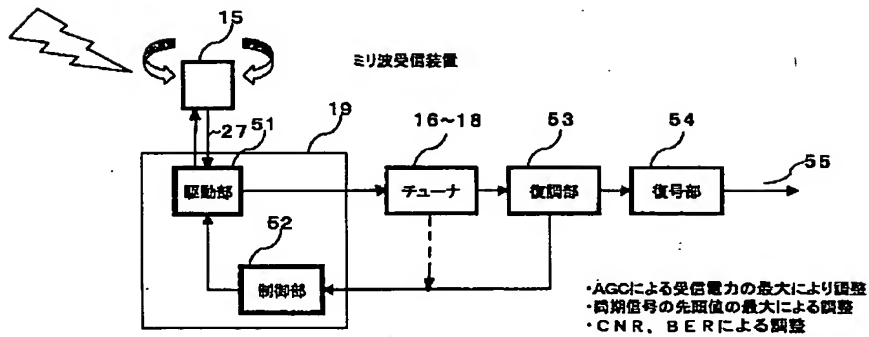 15
ミリ波受信装置
19
16~18
53
54
27
51
55
駆動部
チューナ
復調部
復号部
52
制御部
・AGCによる受信電力の最大により調整
・同期信号の先頭値の最大による調整
・CNR、BERによる調整